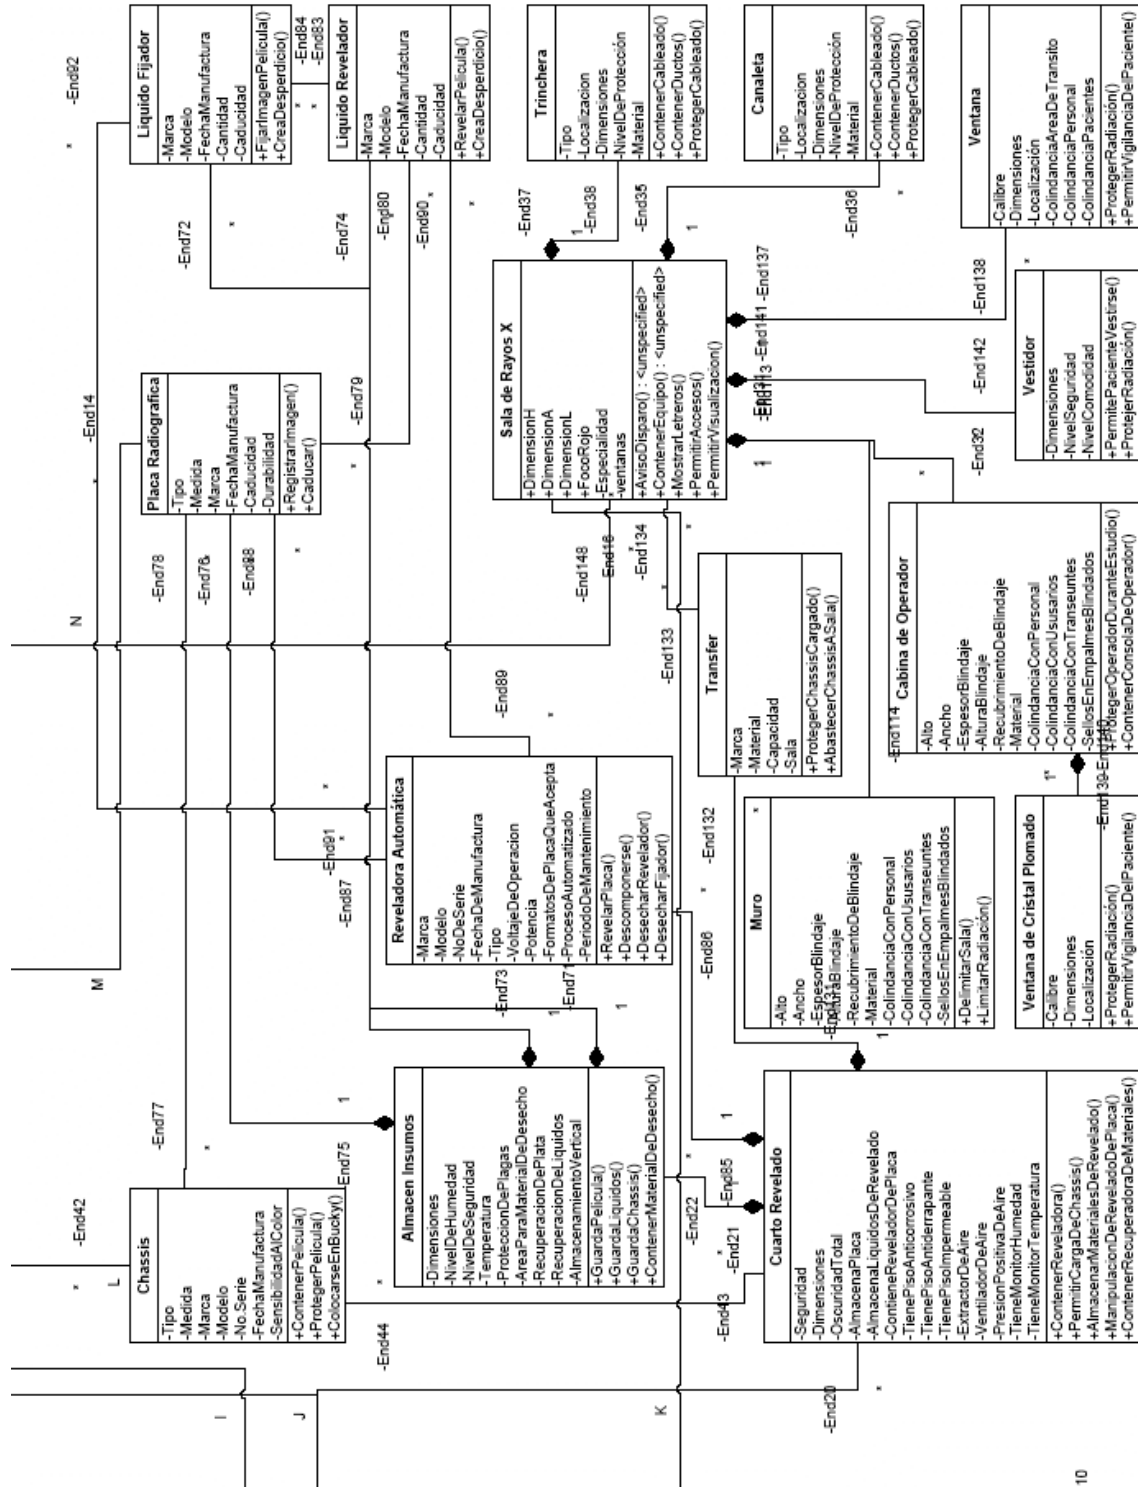 -End92
Liquido Fijador
-Marca
-Modelo
-FechaManufactura
-Cantidad
-Caducidad
+FijarImagenPelicula()
+CreaDesperdicio()
-End84
-End83
Liquido Revelador
-Marca
-Modelo
-FechaManufactura
-Cantidad
-Caducidad
+RevelarPelicula()
+CreaDesperdicio()
Trinchera
-Tipo
-Localizacion
-Dimensiones
-NivelDeProtección
-Material
+ContenerCableado()
+ContenerDuctos()
+ProtegerCableado()
Canaleta
-Tipo
-Localizacion
-Dimensiones
-NivelDeProtección
-Material
+ContenerCableado()
+ContenerDuctos()
+ProtegerCableado()
Ventana
-Calibre
-Dimensiones
-Localización
-ColindanciaAreaDeTransito
-ColindanciaPersonal
-ColindanciaPacientes
+ProtegerRadiación()
+PermitirVigilanciaDelPaciente()
-End72
-End74
-End80
-End90
-End37
-End38
-End35
-End36
-End137
-End138
-End141
-End142
-End32
-End14
Placa Radiografica
-Tipo
-Medida
-Marca
-FechaManufactura
-Caducidad
-Durabilidad
+RegistrarImagen()
+Caducar()
-End79
Sala de Rayos X
+DimensionH
+DimensionA
+DimensionL
+FocoRojo
-Especialidad
-ventanas
+AvisoDisparo() : <unspecified>
+ContenerEquipo() : <unspecified>
+MostrarLetreros()
+PermitirAccesos()
+PermitirVisualizacion()
Vestidor
-Dimensiones
-NivelSeguridad
-NivelComodidad
+PermitePacienteVestirse()
+ProtejerRadiación()
-End78
-End148
-End134
-End133
N
M
-End89
Transfer
-Marca
-Material
-Capacidad
-Sala
+ProtegerChassisCargado()
+AbastecerChassisASala()
-End114
Cabina de Operador
-Alto
-Ancho
-EspesorBlindaje
-AlturaBlindaje
-RecubrimientoDeBlindaje
-Material
-ColindanciaConPersonal
-ColindanciaConUsusarios
-ColindanciaConTranseuntes
-SellosEnEmpalmesBlindados
+ProtegerOperadorDuranteEstudio()
+ContenerConsolaDeOperador()
-End91
-End87
Reveladora Automática
-Marca
-Modelo
-NoDeSerie
-FechaDeManufactura
-Tipo
-VoltajeDeOperacion
-Potencia
-FormatosDePlacaQueAcepta
-ProcesoAutomatizado
-PeriodoDeMantenimiento
+RevelarPlaca()
+Descomponerse()
+DesecharRevelador()
+DesecharFijador()
-End132
-End86
Muro
-Alto
-Ancho
-EspesorBlindaje
-AlturaBlindaje
-RecubrimientoDeBlindaje
-Material
-ColindanciaConPersonal
-ColindanciaConUsusarios
-ColindanciaConTranseuntes
-SellosEnEmpalmesBlindados
+DelimitarSala()
+LimitarRadiación()
Ventana de Cristal Plomado
-Calibre
-Dimensiones
-Localización
+ProtegerRadiación()
+PermitirVigilanciaDelPaciente()
-End73
-End71
-End77
-End75
-End42
L
Chassis
-Tipo
-Medida
-Marca
-Modelo
-No.Serie
-FechaManufactura
-SensibilidadAlColor
+ContenerPelicula()
+ProtegerPelicula()
+ColocarseEnBucky()
Almacen Insumos
-Dimensiones
-NivelDeHumedad
-NivelDeSeguridad
-Temperatura
-ProteccionDePlagas
-AreaParaMaterialDeDesecho
-RecuperacionDePlata
-RecuperacionDeLiquidos
-AlmacenamientoVertical
+GuardaPelicula()
+GuardaLiquidos()
+GuardaChassis()
+ContenerMaterialDeDesecho()
-End22
-End85
-End21
-End43
Cuarto Revelado
-Seguridad
-Dimensiones
-OscuridadTotal
-AlmacenaPlaca
-AlmacenaLiquidosDeRevelado
-ContieneReveladorDePlaca
-TienePisoAnticorrosivo
-TienePisoAntiderrapante
-TienePisoImpermeable
-ExtractorDeAire
-VentiladorDeAire
-PresionPositivaDeAire
-TieneMonitorHumedad
-TieneMonitorTemperatura
+ContenerReveladora()
+PermitirCargaDeChassis()
+AlmacenarMaterialesDeRevelado()
+ManipulacionDeReveladoDePlaca()
+ContenerRecuperadoraDeMateriales()
-End44
I
J
K
-End20
10